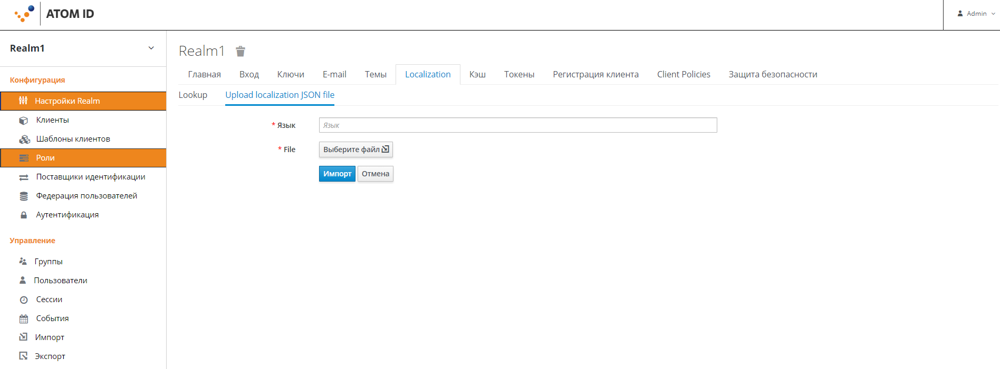 ATOM ID
Admin
Realm1
Конфигурация
Настройки Realm
Клиенты
Шаблоны клиентов
Роли
Поставщики идентификации
Федерация пользователей
Аутентификация
Управление
Группы
Пользователи
Сессии
События
Импорт
Экспорт
Realm1
Главная Вход Ключи E-mail Темы Localization Кэш Токены Регистрация клиента Client Policies Защита безопасности
Lookup Upload localization JSON file
* Язык Язык
* File Выберите файл
Импорт Отмена